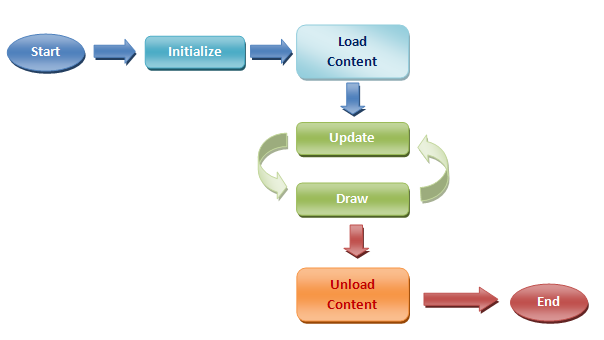 Start
Initialize
Load
Content
Update
Draw
Unload
Content
End